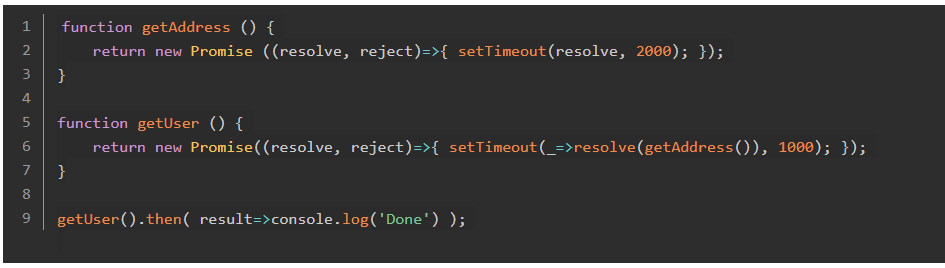 1 function getAddress () {
2 return new Promise ((resolve, reject)=>{ setTimeout(resolve, 2000); });
3 }
4
5 function getUser () {
6 return new Promise((resolve, reject)=>{ setTimeout(_=>resolve(getAddress()), 1000); });
7 }
8
9 getUser().then( result=>console.log('Done') );